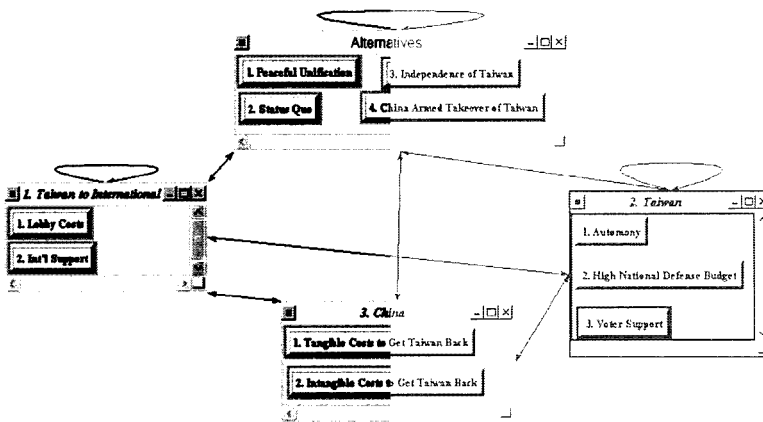 Alternatives
1. Peaceful Unification
3. Independence of Taiwan
2. Status Quo
4. China Armed Takeover of Taiwan
1. Taiwan to International
1. Lobby Costs
2. Int'l Support
2. Taiwan
1. Automony
2. High National Defense Budget
3. Voter Support
3. China
1. Tangible Costs to Get Taiwan Back
2. Intangible Costs to Get Taiwan Back